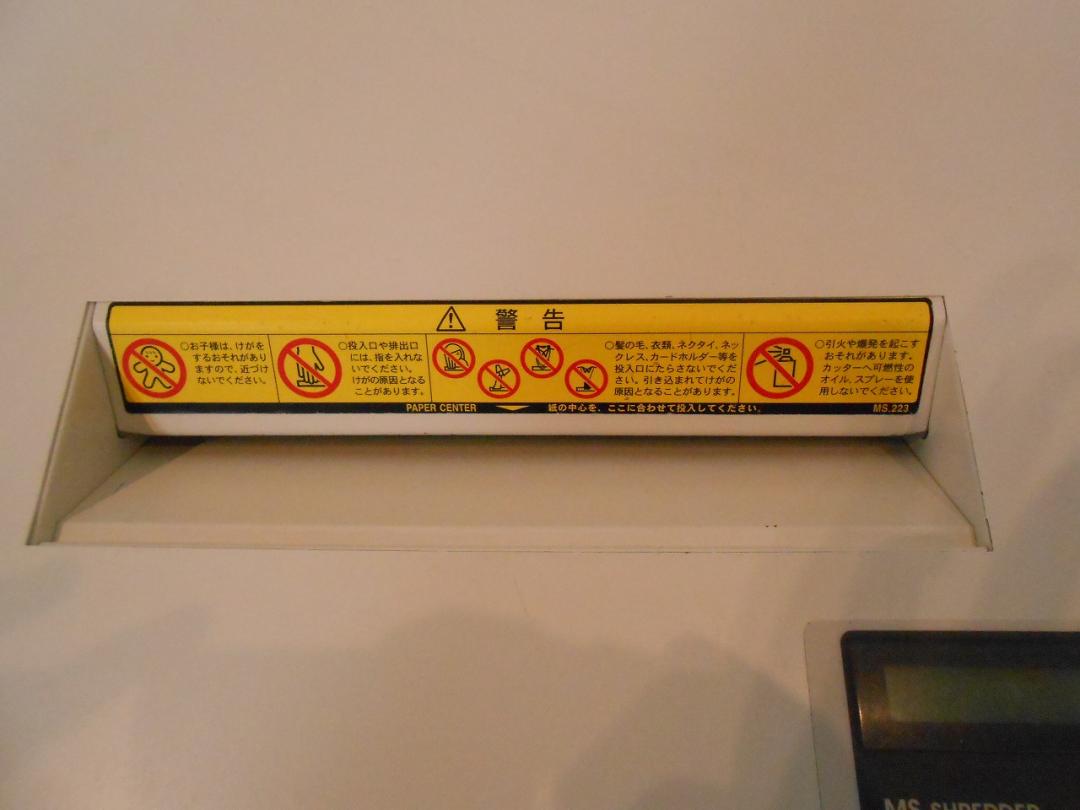 警告
○お子様は、けがを
するおそれがあり
ますので、近づけ
ないでください。
○投入口や排出口
には、指を入れな
いでください。
けがの原因となる
ことがあります。
○髪の毛、衣類、ネクタイ、ネッ
クレス、カードホルダー等を
投入口にたらさないでくだ
さい。引き込まれてけがの
原因となることがあります。
○引火や爆発を起こす
おそれがあります。
カッターへ可燃性の
オイル、スプレーを使
用しないでください。
PAPER CENTER 紙の中心を、ここに合わせて投入してください。 MS.223
MS SHREDDER